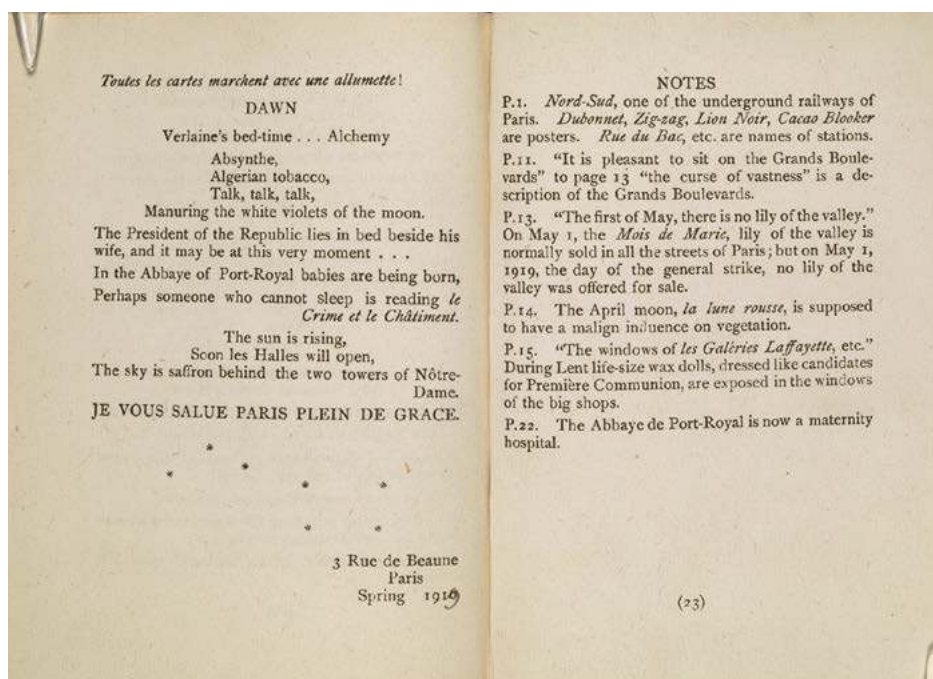 Toutes les cartes marchent avec une allumette!
DAWN
Verlaine's bed-time . . . Alchemy
Absynthe,
Algerian tobacco,
Talk, talk, talk,
Manuring the white violets of the moon.
The President of the Republic lies in bed beside his
wife, and it may be at this very moment . . .
In the Abbaye of Port-Royal babies are being born,
Perhaps someone who cannot sleep is reading le
Crime et le Châtiment.
The sun is rising,
Soon les Halles will open,
The sky is saffron behind the two towers of Nôtre-
Dame.
JE VOUS SALUE PARIS PLEIN DE GRACE.
* * * * * * *
3 Rue de Beaune
Paris
Spring 1919
NOTES
P.1. Nord-Sud, one of the underground railways of
Paris. Dubonnet, Zig-zag, Lion Noir, Cacao Blooker
are posters. Rue du Bac, etc. are names of stations.
P.11. "It is pleasant to sit on the Grands Boule-
vards" to page 13 "the curse of vastness" is a de-
scription of the Grands Boulevards.
P.13. "The first of May, there is no lily of the valley."
On May 1, the Mois de Marie, lily of the valley is
normally sold in all the streets of Paris; but on May 1,
1919, the day of the general strike, no lily of the
valley was offered for sale.
P.14. The April moon, la lune rousse, is supposed
to have a malign influence on vegetation.
P.15. "The windows of les Galéries Laffayette, etc."
During Lent life-size wax dolls, dressed like candidates
for Première Communion, are exposed in the windows
of the big shops.
P.22. The Abbaye de Port-Royal is now a maternity
hospital.
(23)